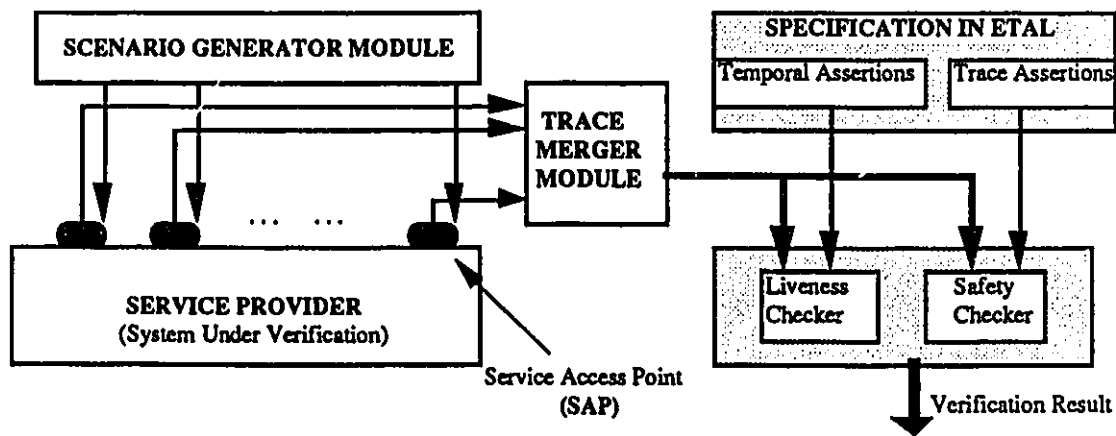 SCENARIO GENERATOR MODULE
SPECIFICATION IN ETAL
Temporal Assertions
Trace Assertions
TRACE
MERGER
MODULE
... ...
SERVICE PROVIDER
(System Under Verification)
Liveness
Checker
Safety
Checker
Service Access Point
(SAP)
Verification Result